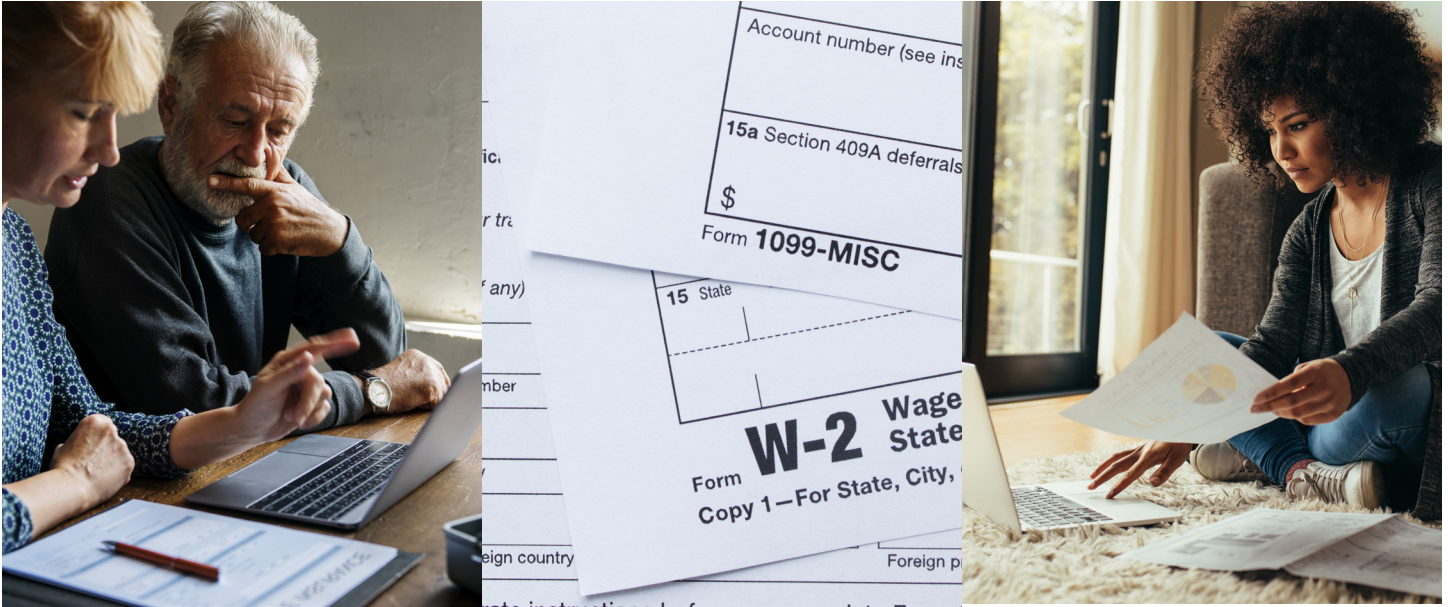 Account number (see ins
15a Section 409A deferrals
$
Form 1099-MISC
r tra
f any)
15 State
mber
Form W-2 Wage
State
Copy 1—For State, City,
eign country
Foreign p